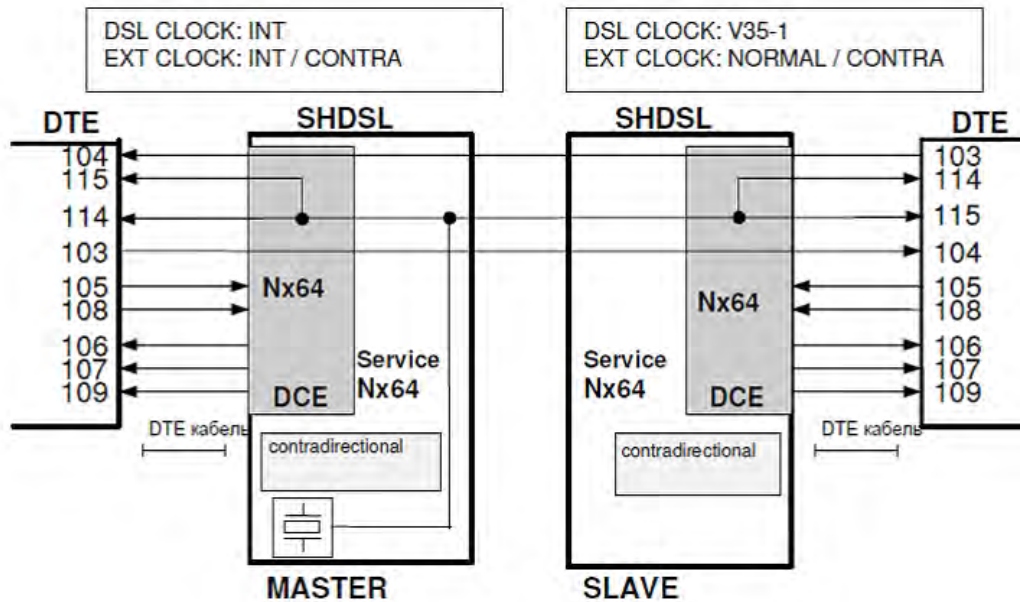 DSL CLOCK: INT
EXT CLOCK: INT / CONTRA
DSL CLOCK: V35-1
EXT CLOCK: NORMAL / CONTRA
DTE
SHDSL
SHDSL
DTE
104
115
114
103
105
108
106
107
109
Nx64
Service
Nx64
DCE
DTE кабель
contradirectional
MASTER
Nx64
Service
Nx64
DCE
contradirectional
SLAVE
103
114
115
104
105
108
106
107
109
DTE кабель